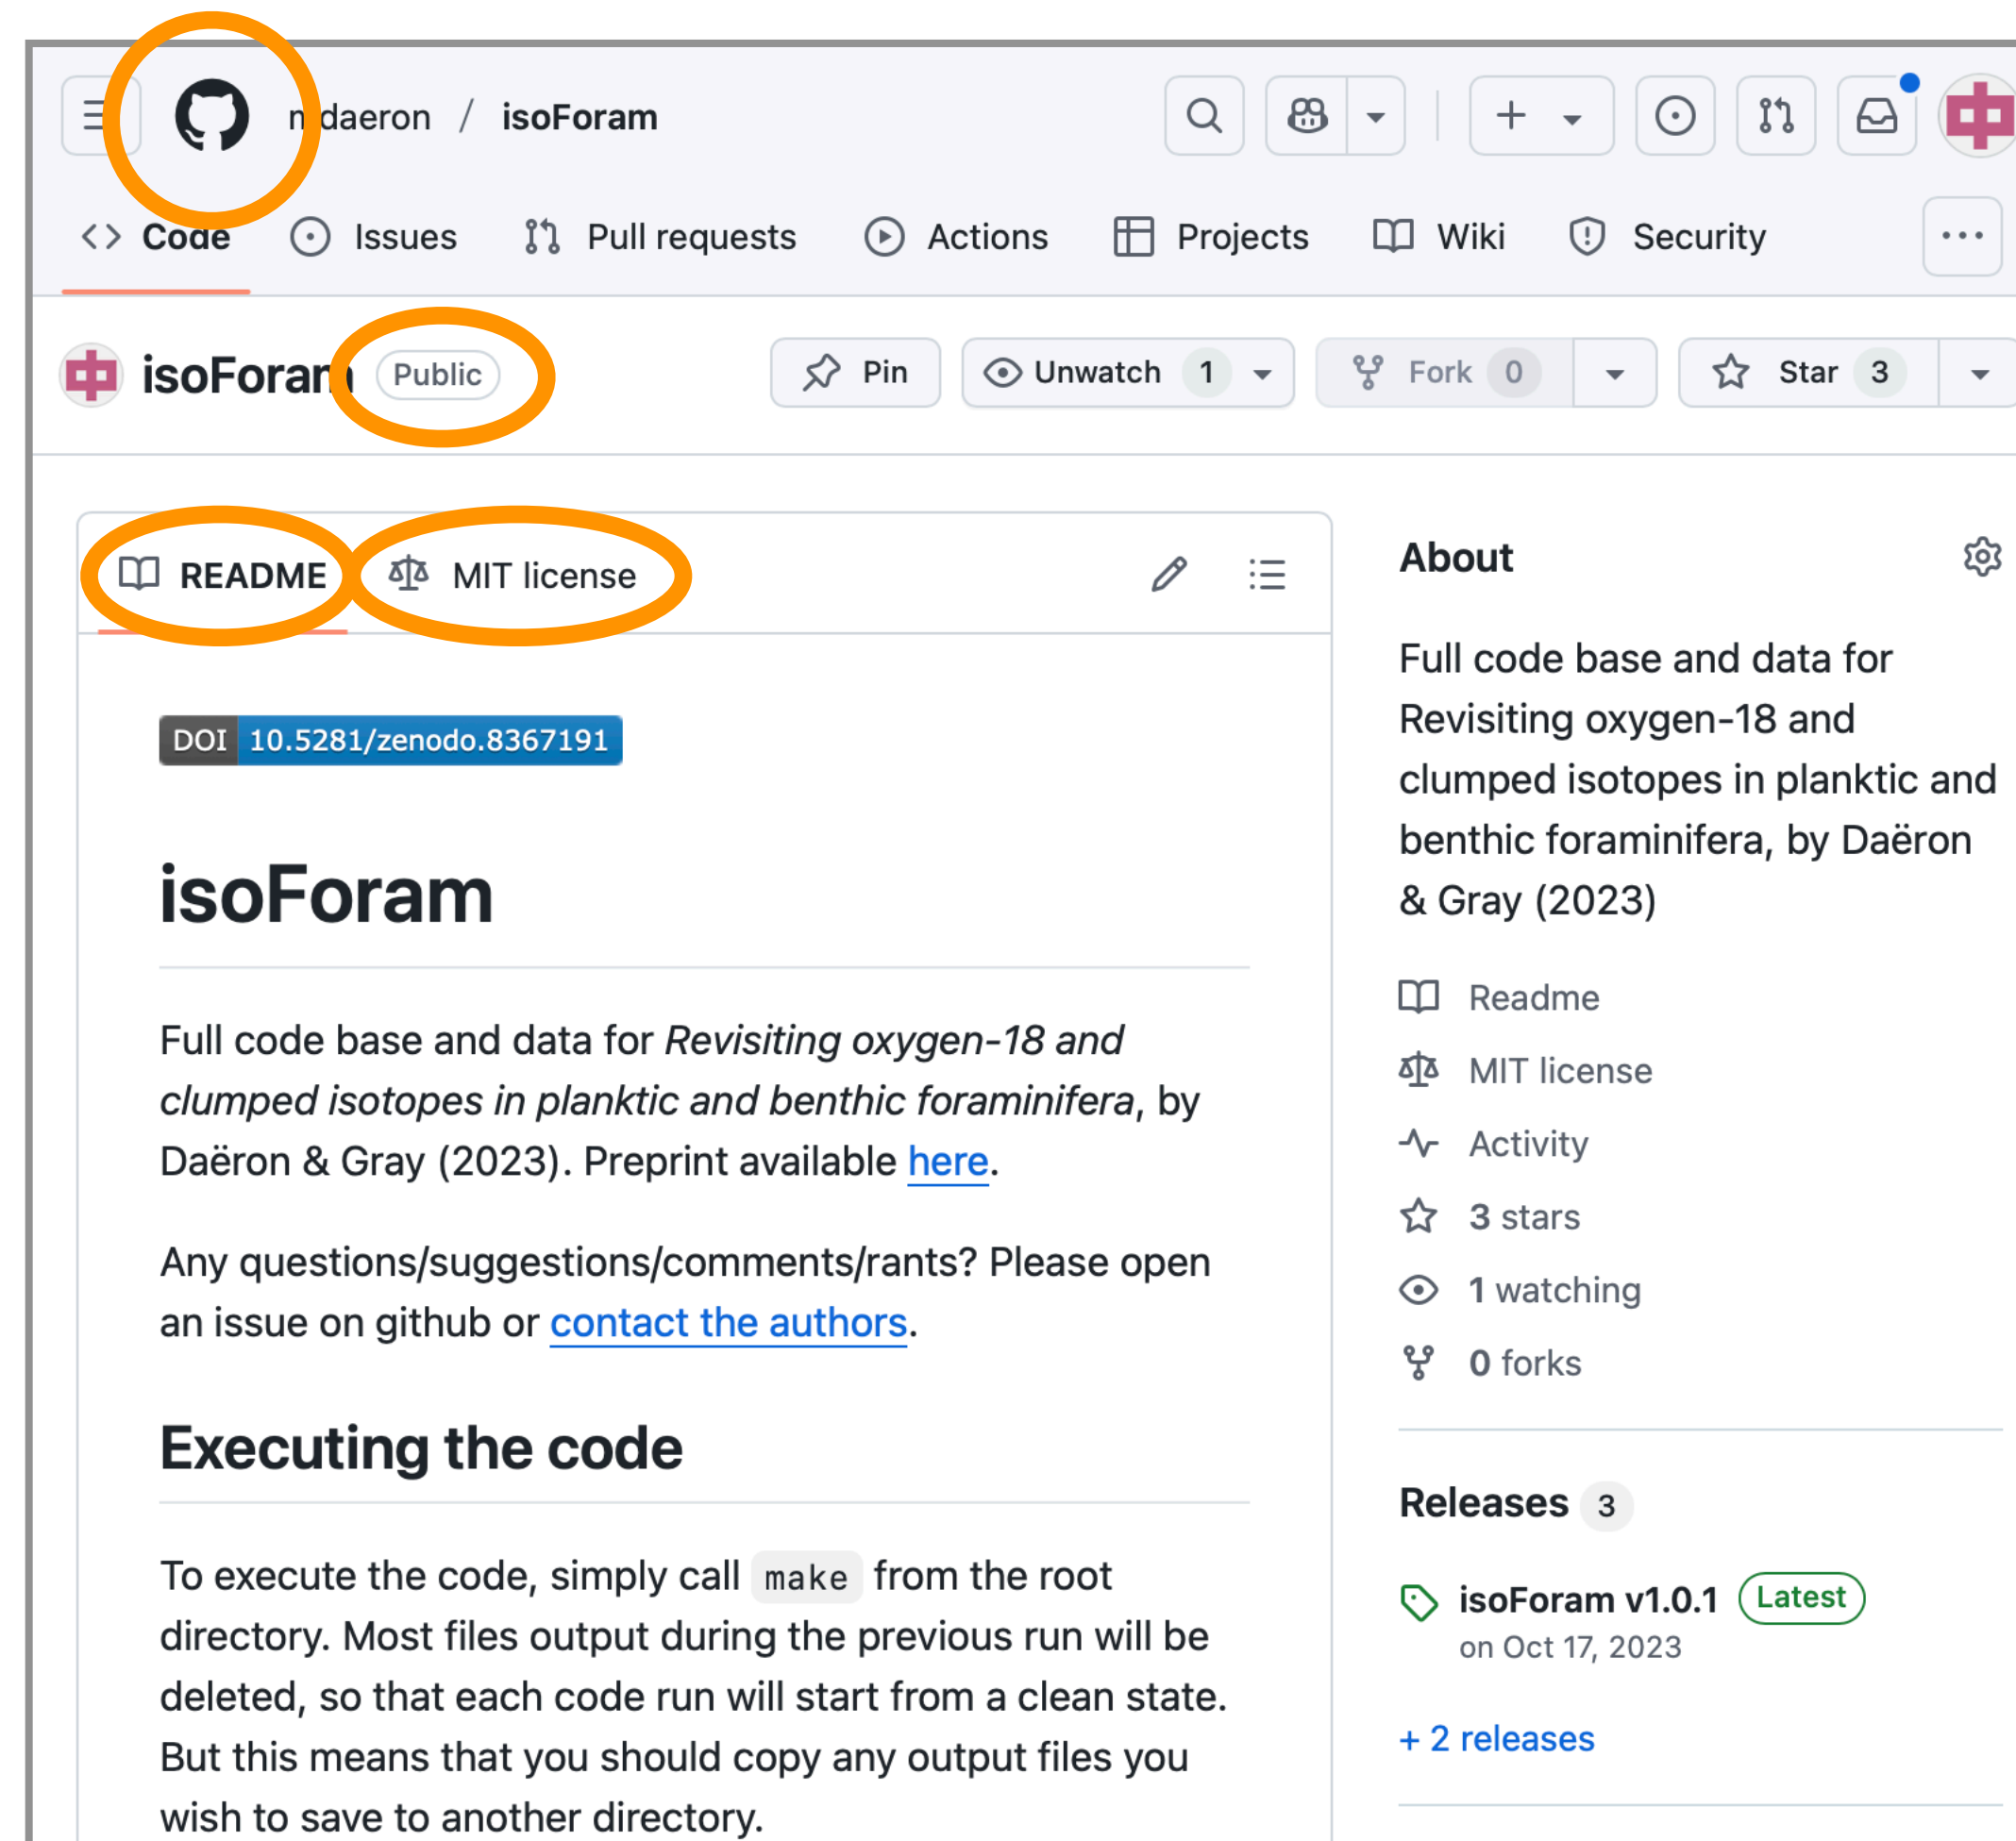 mdaeron / isoForam
Code Issues Pull requests Actions Projects Wiki Security
isoForam Public Pin Unwatch 1 Fork 0 Star 3
README MIT license
DOI 10.5281/zenodo.8367191
isoForam
Full code base and data for Revisiting oxygen-18 and
clumped isotopes in planktic and benthic foraminifera, by
Daëron & Gray (2023). Preprint available here.
Any questions/suggestions/comments/rants? Please open
an issue on github or contact the authors.
Executing the code
To execute the code, simply call make from the root
directory. Most files output during the previous run will be
deleted, so that each code run will start from a clean state.
But this means that you should copy any output files you
wish to save to another directory.
About
Full code base and data for
Revisiting oxygen-18 and
clumped isotopes in planktic and
benthic foraminifera, by Daëron
& Gray (2023)
Readme
MIT license
Activity
3 stars
1 watching
0 forks
Releases 3
isoForam v1.0.1 Latest
on Oct 17, 2023
+ 2 releases